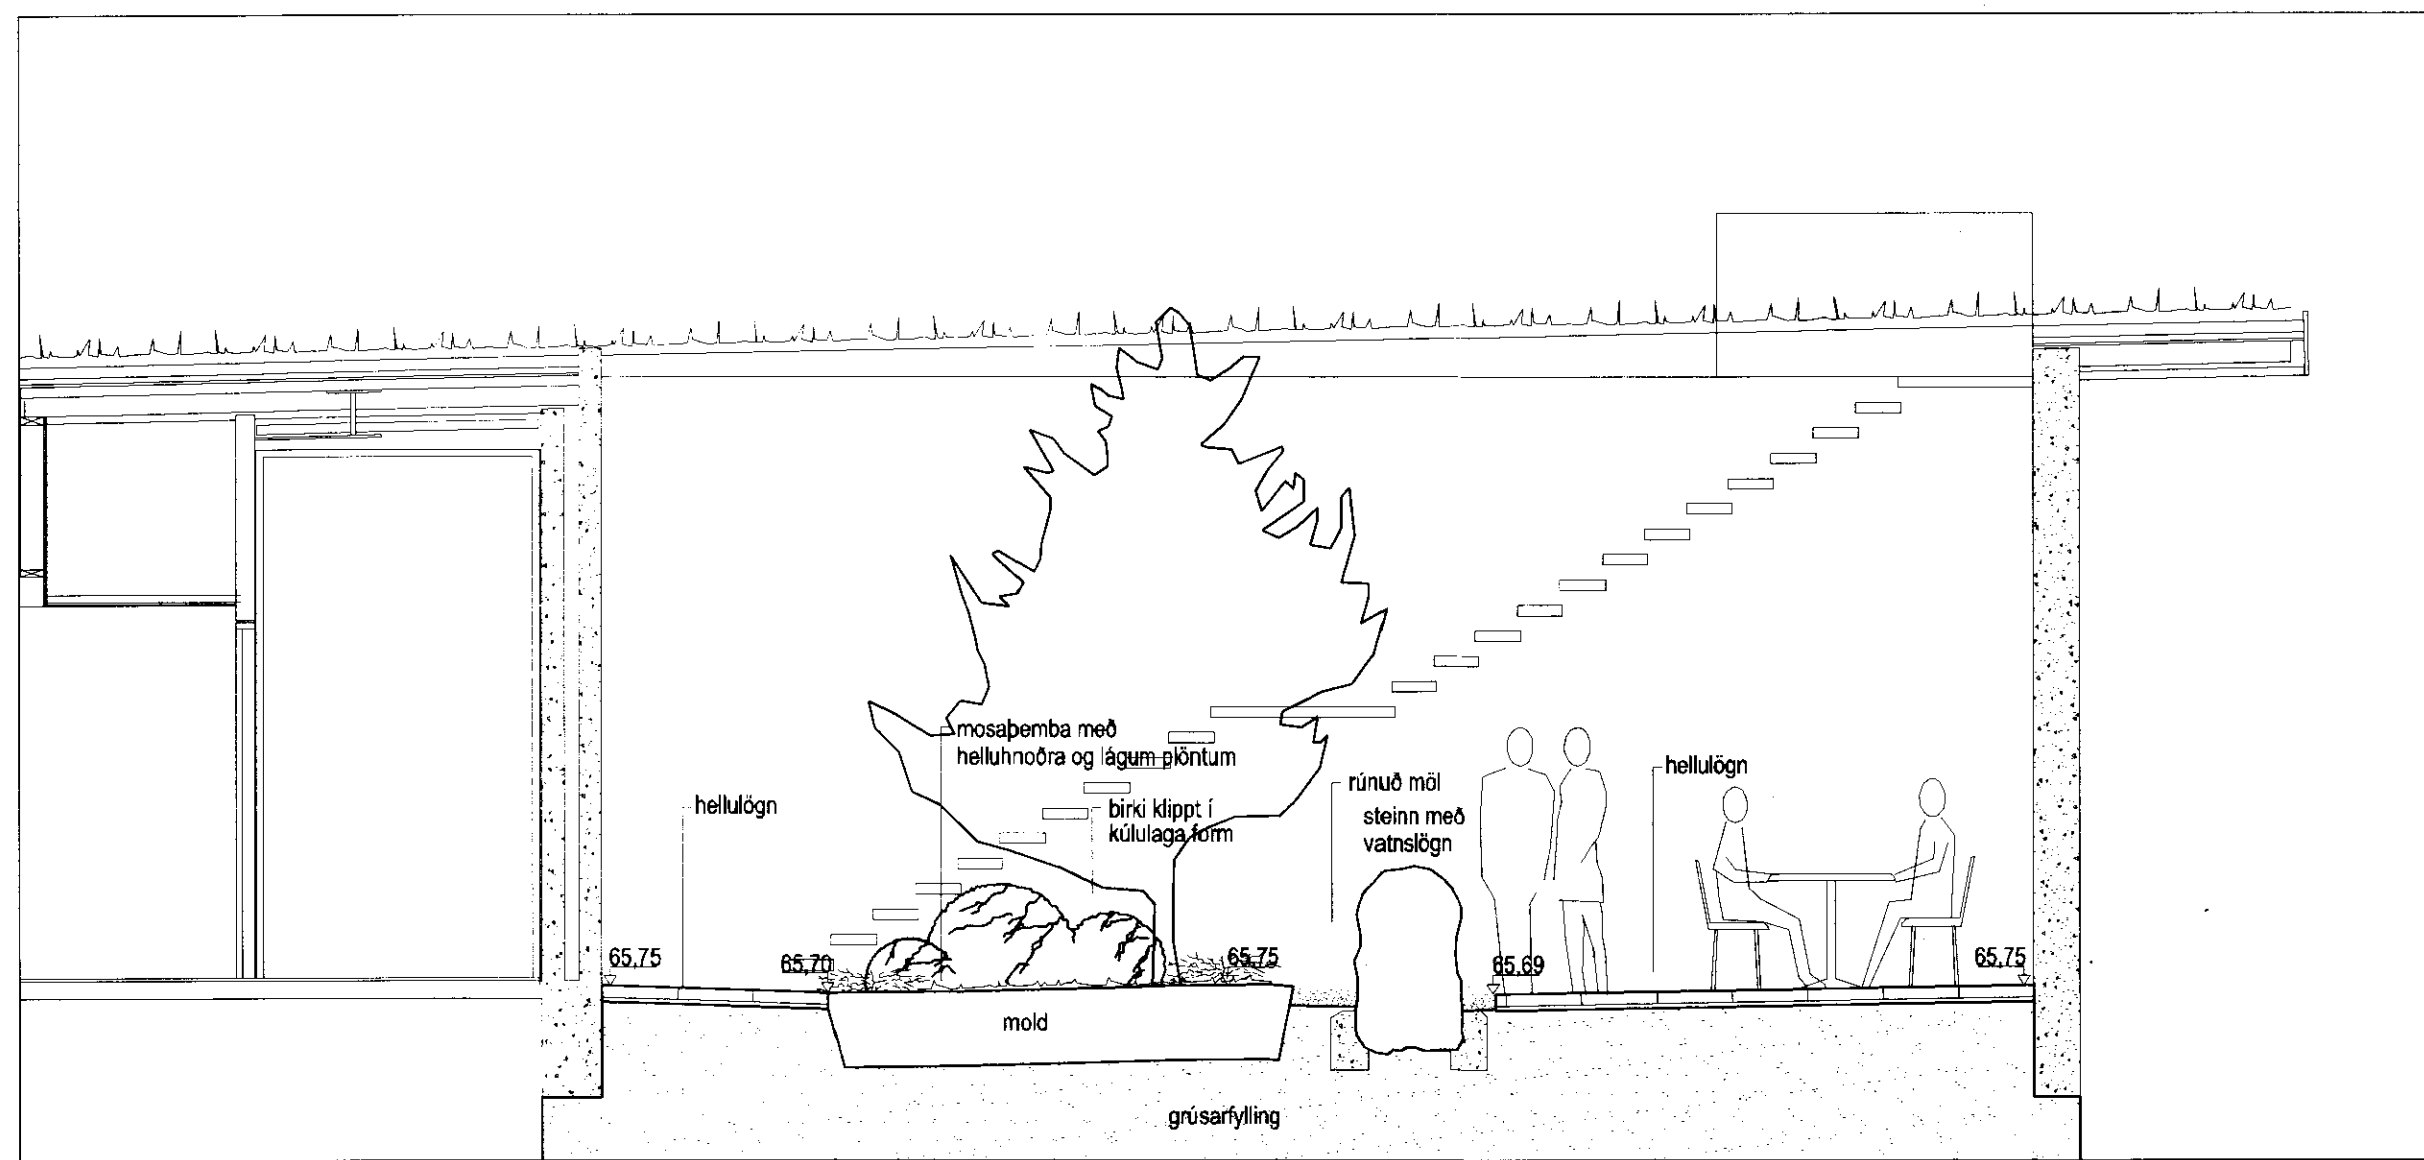 mosaþemba með
helluhnoðra og lágum plöntum
hellulögn
birki klippt í
kúlulaga form
rúnuð möl
steinn með
vatnslögn
hellulögn
65,75
65,70
65,75
65,69
65,75
mold
grúsarfylling